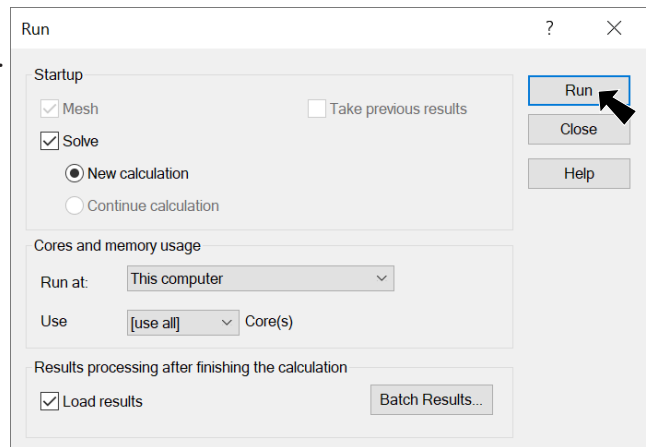 Run ?
Startup
Mesh Take previous results
Solve
New calculation
Continue calculation
Run
Close
Help
Cores and memory usage
Run at: This computer
Use [use all] Core(s)
Results processing after finishing the calculation
Load results Batch Results...